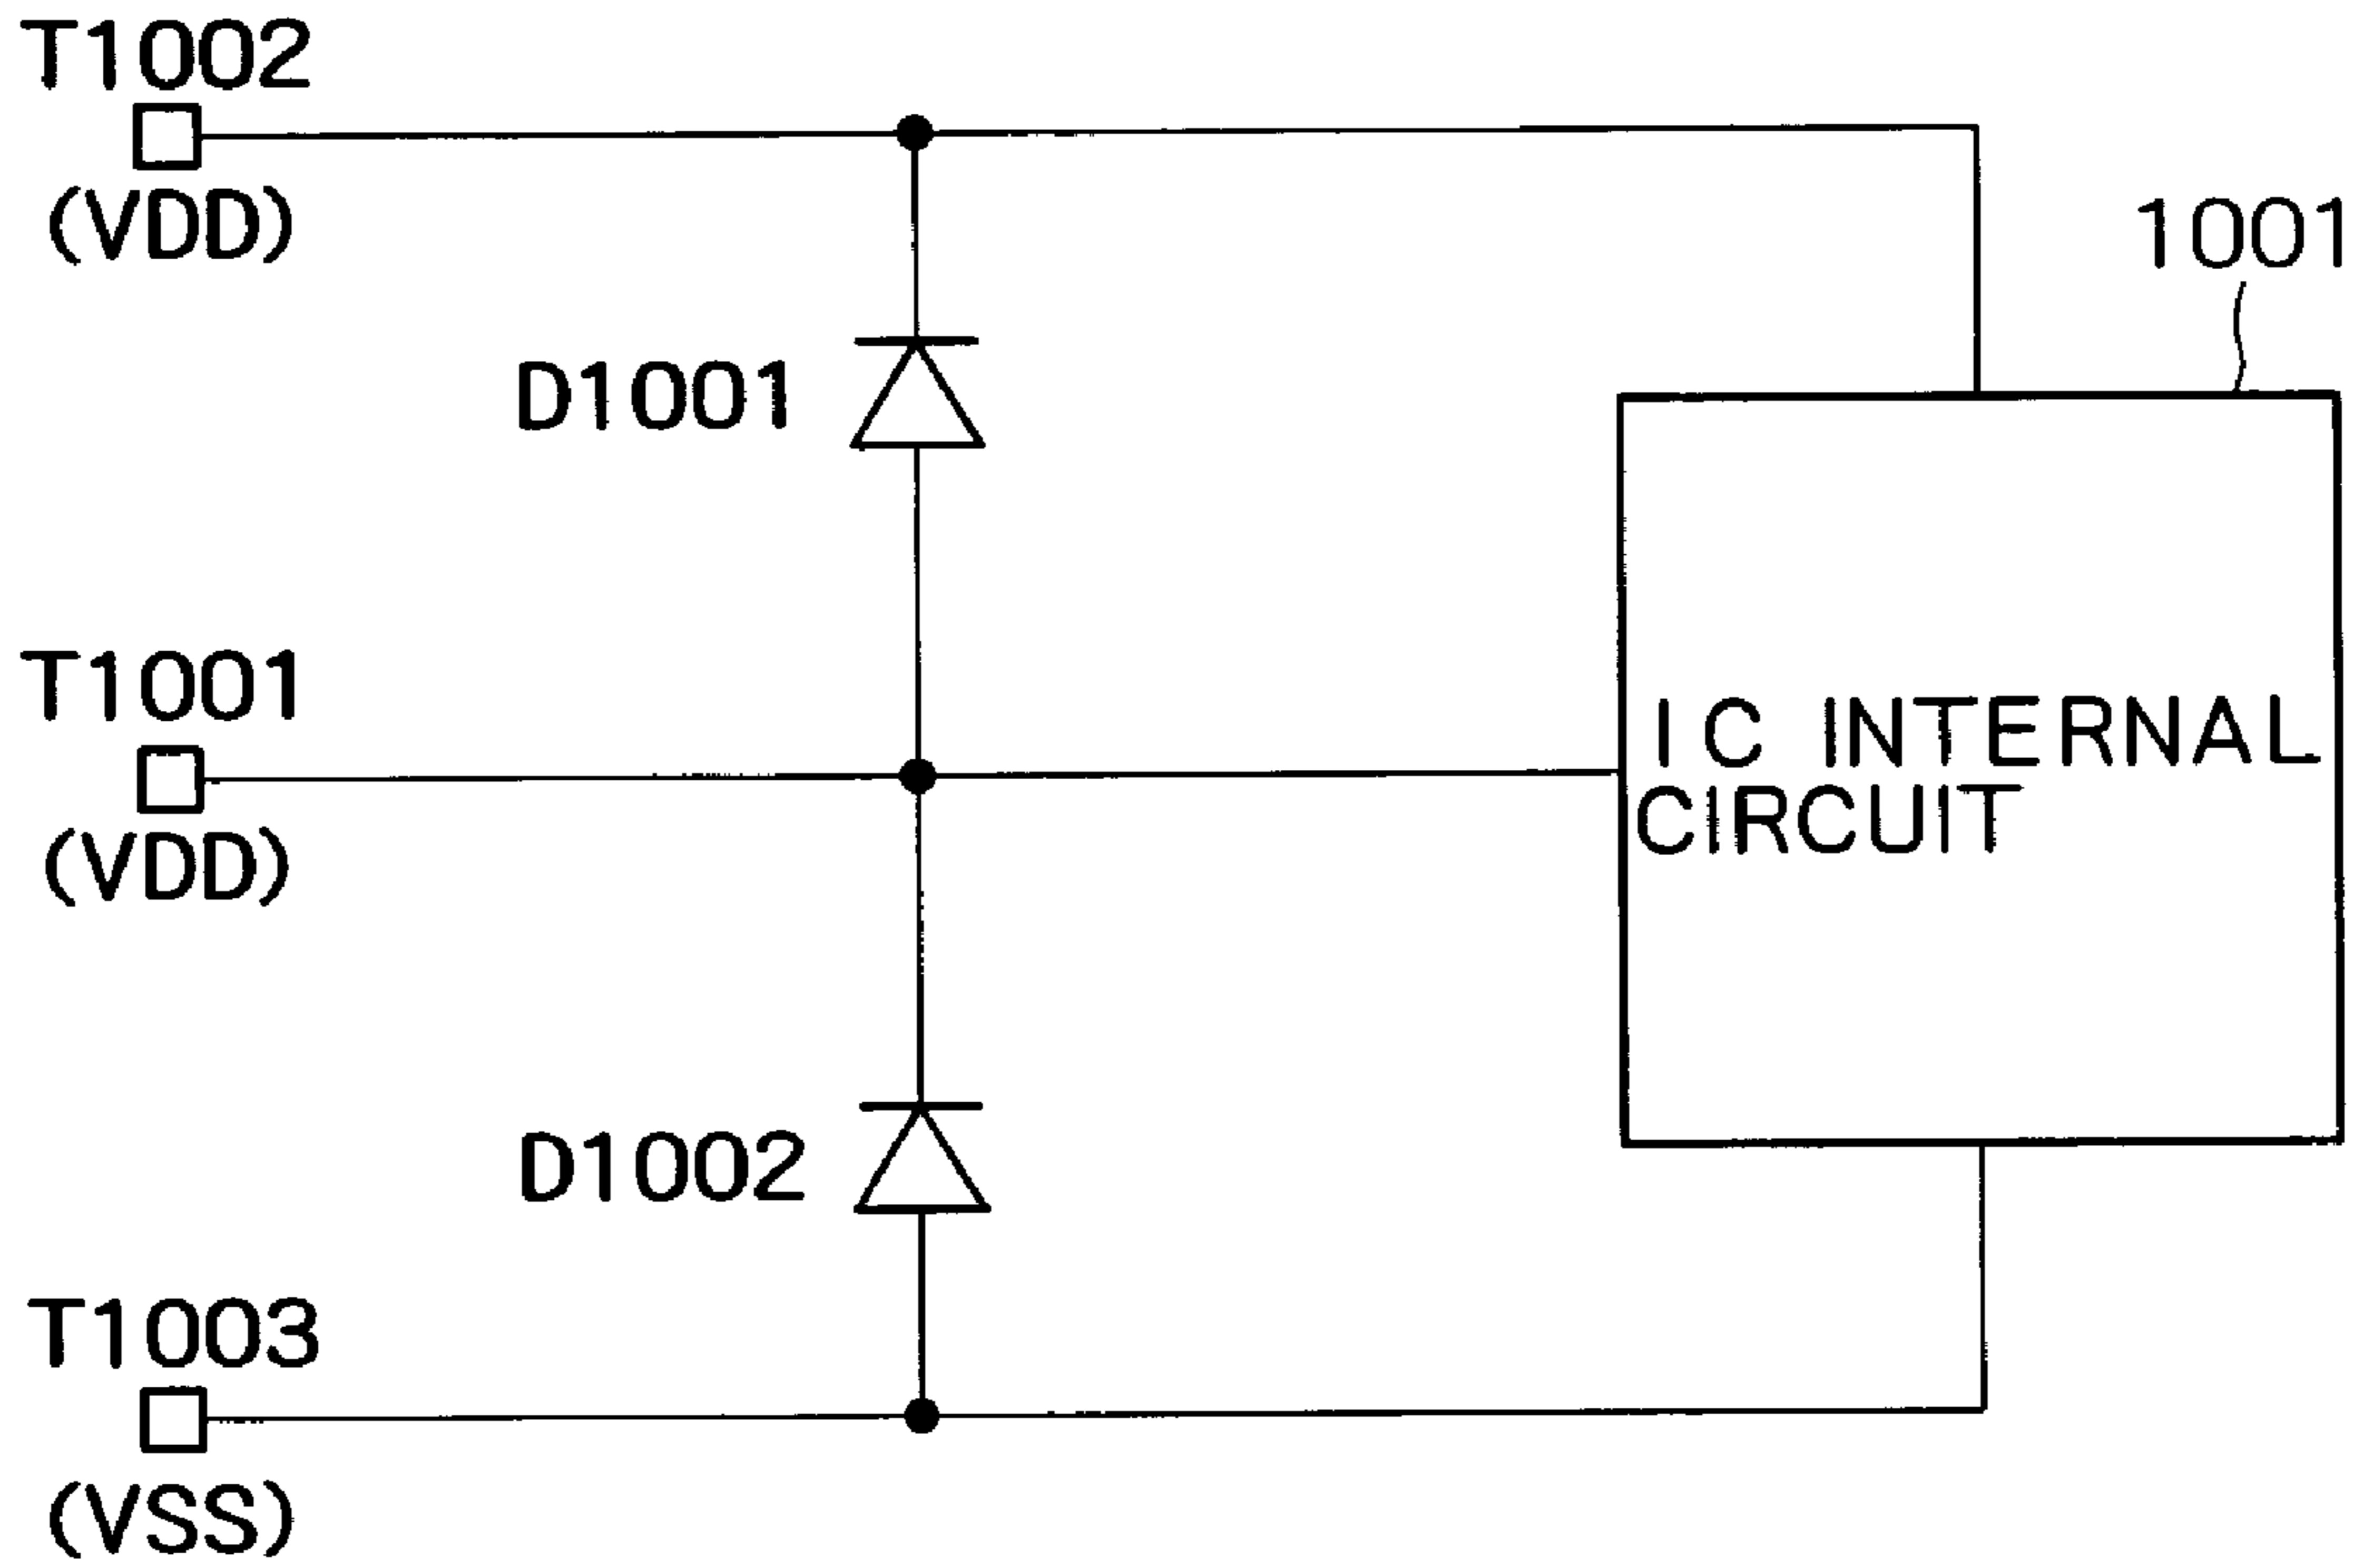 T1002
(VDD)
1001
D1001
T1001
(VDD)
IC INTERNAL
CIRCUIT
D1002
T1003
(VSS)